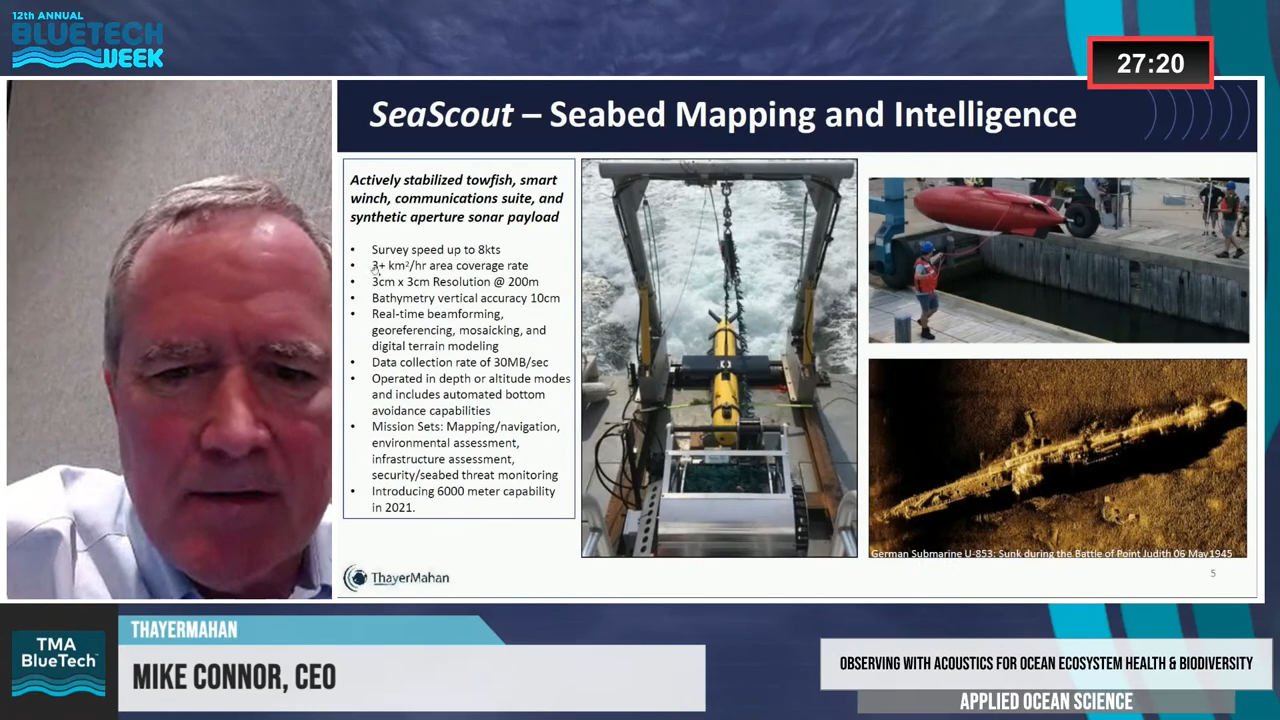 12th ANNUAL
BLUETECH
WEEK
27:20
SeaScout – Seabed Mapping and Intelligence
Actively stabilized towfish, smart
winch, communications suite, and
synthetic aperture sonar payload
• Survey speed up to 8kts
• 3+ km²/hr area coverage rate
• 3cm x 3cm Resolution @ 200m
• Bathymetry vertical accuracy 10cm
• Real-time beamforming,
georeferencing, mosaicking, and
digital terrain modeling
• Data collection rate of 30MB/sec
• Operated in depth or altitude modes
and includes automated bottom
avoidance capabilities
• Mission Sets: Mapping/navigation,
environmental assessment,
infrastructure assessment,
security/seabed threat monitoring
• Introducing 6000 meter capability
in 2021.
German Submarine U-853: Sunk during the Battle of Point Judith 06 May1945
ThayerMahan
5
TMA
BlueTech™
THAYERMAHAN
MIKE CONNOR, CEO
OBSERVING WITH ACOUSTICS FOR OCEAN ECOSYSTEM HEALTH & BIODIVERSITY
APPLIED OCEAN SCIENCE